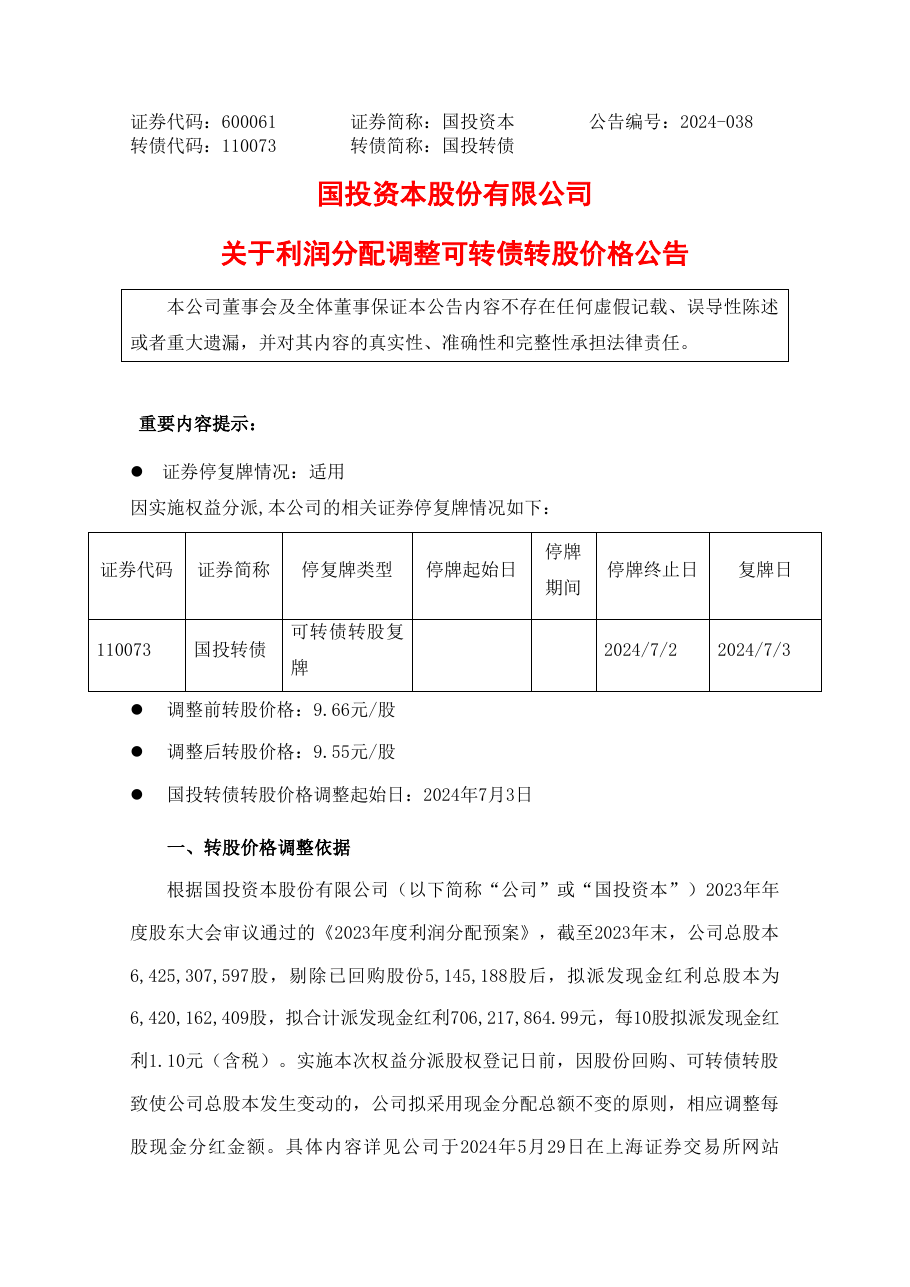 证券代码：600061 证券简称：国投资本 公告编号：2024-038
转债代码：110073 转债简称：国投转债
国投资本股份有限公司
关于利润分配调整可转债转股价格公告
本公司董事会及全体董事保证本公告内容不存在任何虚假记载、误导性陈述
或者重大遗漏，并对其内容的真实性、准确性和完整性承担法律责任。
重要内容提示：
● 证券停复牌情况：适用
因实施权益分派,本公司的相关证券停复牌情况如下：
证券代码 证券简称 停复牌类型 停牌起始日 停牌期间 停牌终止日 复牌日
110073 国投转债 可转债转股复牌 2024/7/2 2024/7/3
● 调整前转股价格：9.66元/股
● 调整后转股价格：9.55元/股
● 国投转债转股价格调整起始日：2024年7月3日
一、转股价格调整依据
根据国投资本股份有限公司（以下简称“公司”或“国投资本”）2023年年
度股东大会审议通过的《2023年度利润分配预案》，截至2023年末，公司总股本
6,425,307,597股，剔除已回购股份5,145,188股后，拟派发现金红利总股本为
6,420,162,409股，拟合计派发现金红利706,217,864.99元，每10股拟派发现金红
利1.10元（含税）。实施本次权益分派股权登记日前，因股份回购、可转债转股
致使公司总股本发生变动的，公司拟采用现金分配总额不变的原则，相应调整每
股现金分红金额。具体内容详见公司于2024年5月29日在上海证券交易所网站